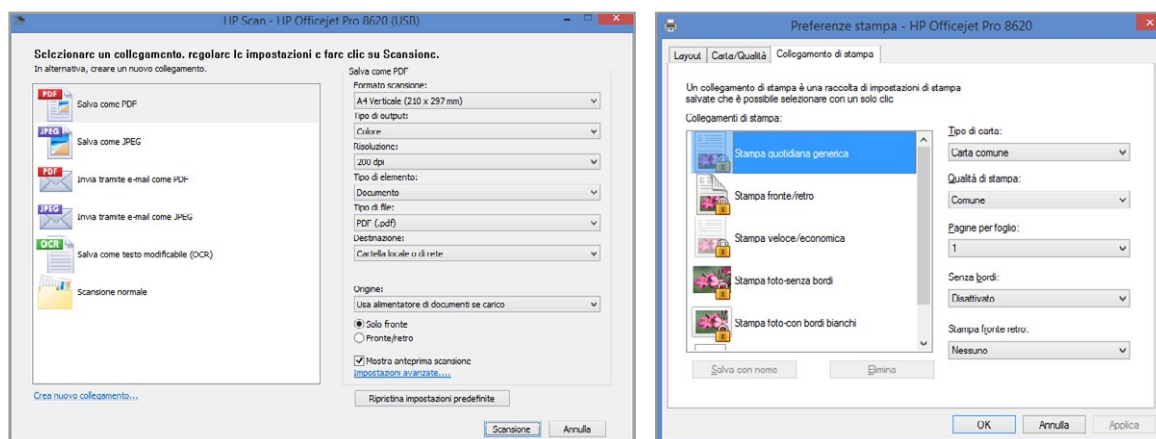 HP Scan - HP Officejet Pro 8620 (USB)
Selezionare un collegamento, regolare le impostazioni e fare clic su Scansione.
In alternativa, creare un nuovo collegamento.
PDF
Salva come PDF
JPEG
Salva come JPEG
PDF
Invia tramite e-mail come PDF
JPEG
Invia tramite e-mail come JPEG
OCR
Salva come testo modificabile (OCR)
Scansione normale
Crea nuovo collegamento...
Salva come PDF
Formato scansione:
A4 Verticale (210 x 297 mm)
Tipo di output:
Colore
Risoluzione:
200 dpi
Tipo di elemento:
Documento
Tipo di file:
PDF (.pdf)
Destinazione:
Cartella locale o di rete
Origine:
Usa alimentatore di documenti se carico
Solo fronte
Fronte/retro
Mostra anteprima scansione
Impostazioni avanzate....
Ripristina impostazioni predefinite
Scansione
Annulla
Preferenze stampa - HP Officejet Pro 8620
Layout
Carta/Qualità
Collegamento di stampa
Un collegamento di stampa è una raccolta di impostazioni di stampa
salvate che è possibile selezionare con un solo clic
Collegamenti di stampa:
Stampa quotidiana generica
Stampa fronte/retro
Stampa veloce/economica
Stampa foto-senza bordi
Stampa foto-con bordi bianchi
Salva con nome
Elimina
Tipo di carta:
Carta comune
Qualità di stampa:
Comune
Pagine per foglio:
1
Senza bordi:
Disattivato
Stampa fronte retro:
Nessuno
OK
Annulla
Applica